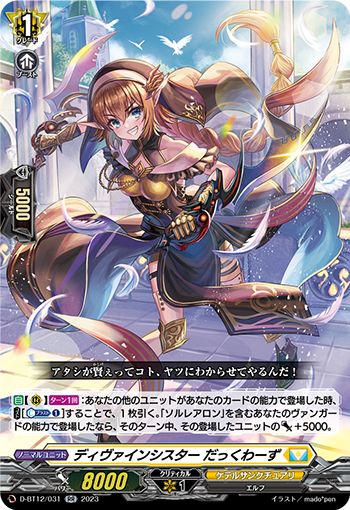 1
グレード
ブースト
5000
シールド
アタシが賢ぇってコト、ヤツにわからせてやるんだ!
自 R ターン1回:あなたの他のユニットがあなたのカードの能力で登場した時、
[カウンターブラスト 1]することで、1枚引く。「ソルレアロン」を含むあなたのヴァンガー
ドの能力で登場したなら、そのターン中、その登場したユニットの+5000。
ノーマルユニット
ディヴァインシスター だっくわーず
パワー
8000
クリティカル
1
ケテルサンクチュアリ
エルフ
D-BT12/031 RR 2023
イラスト/mado*pen